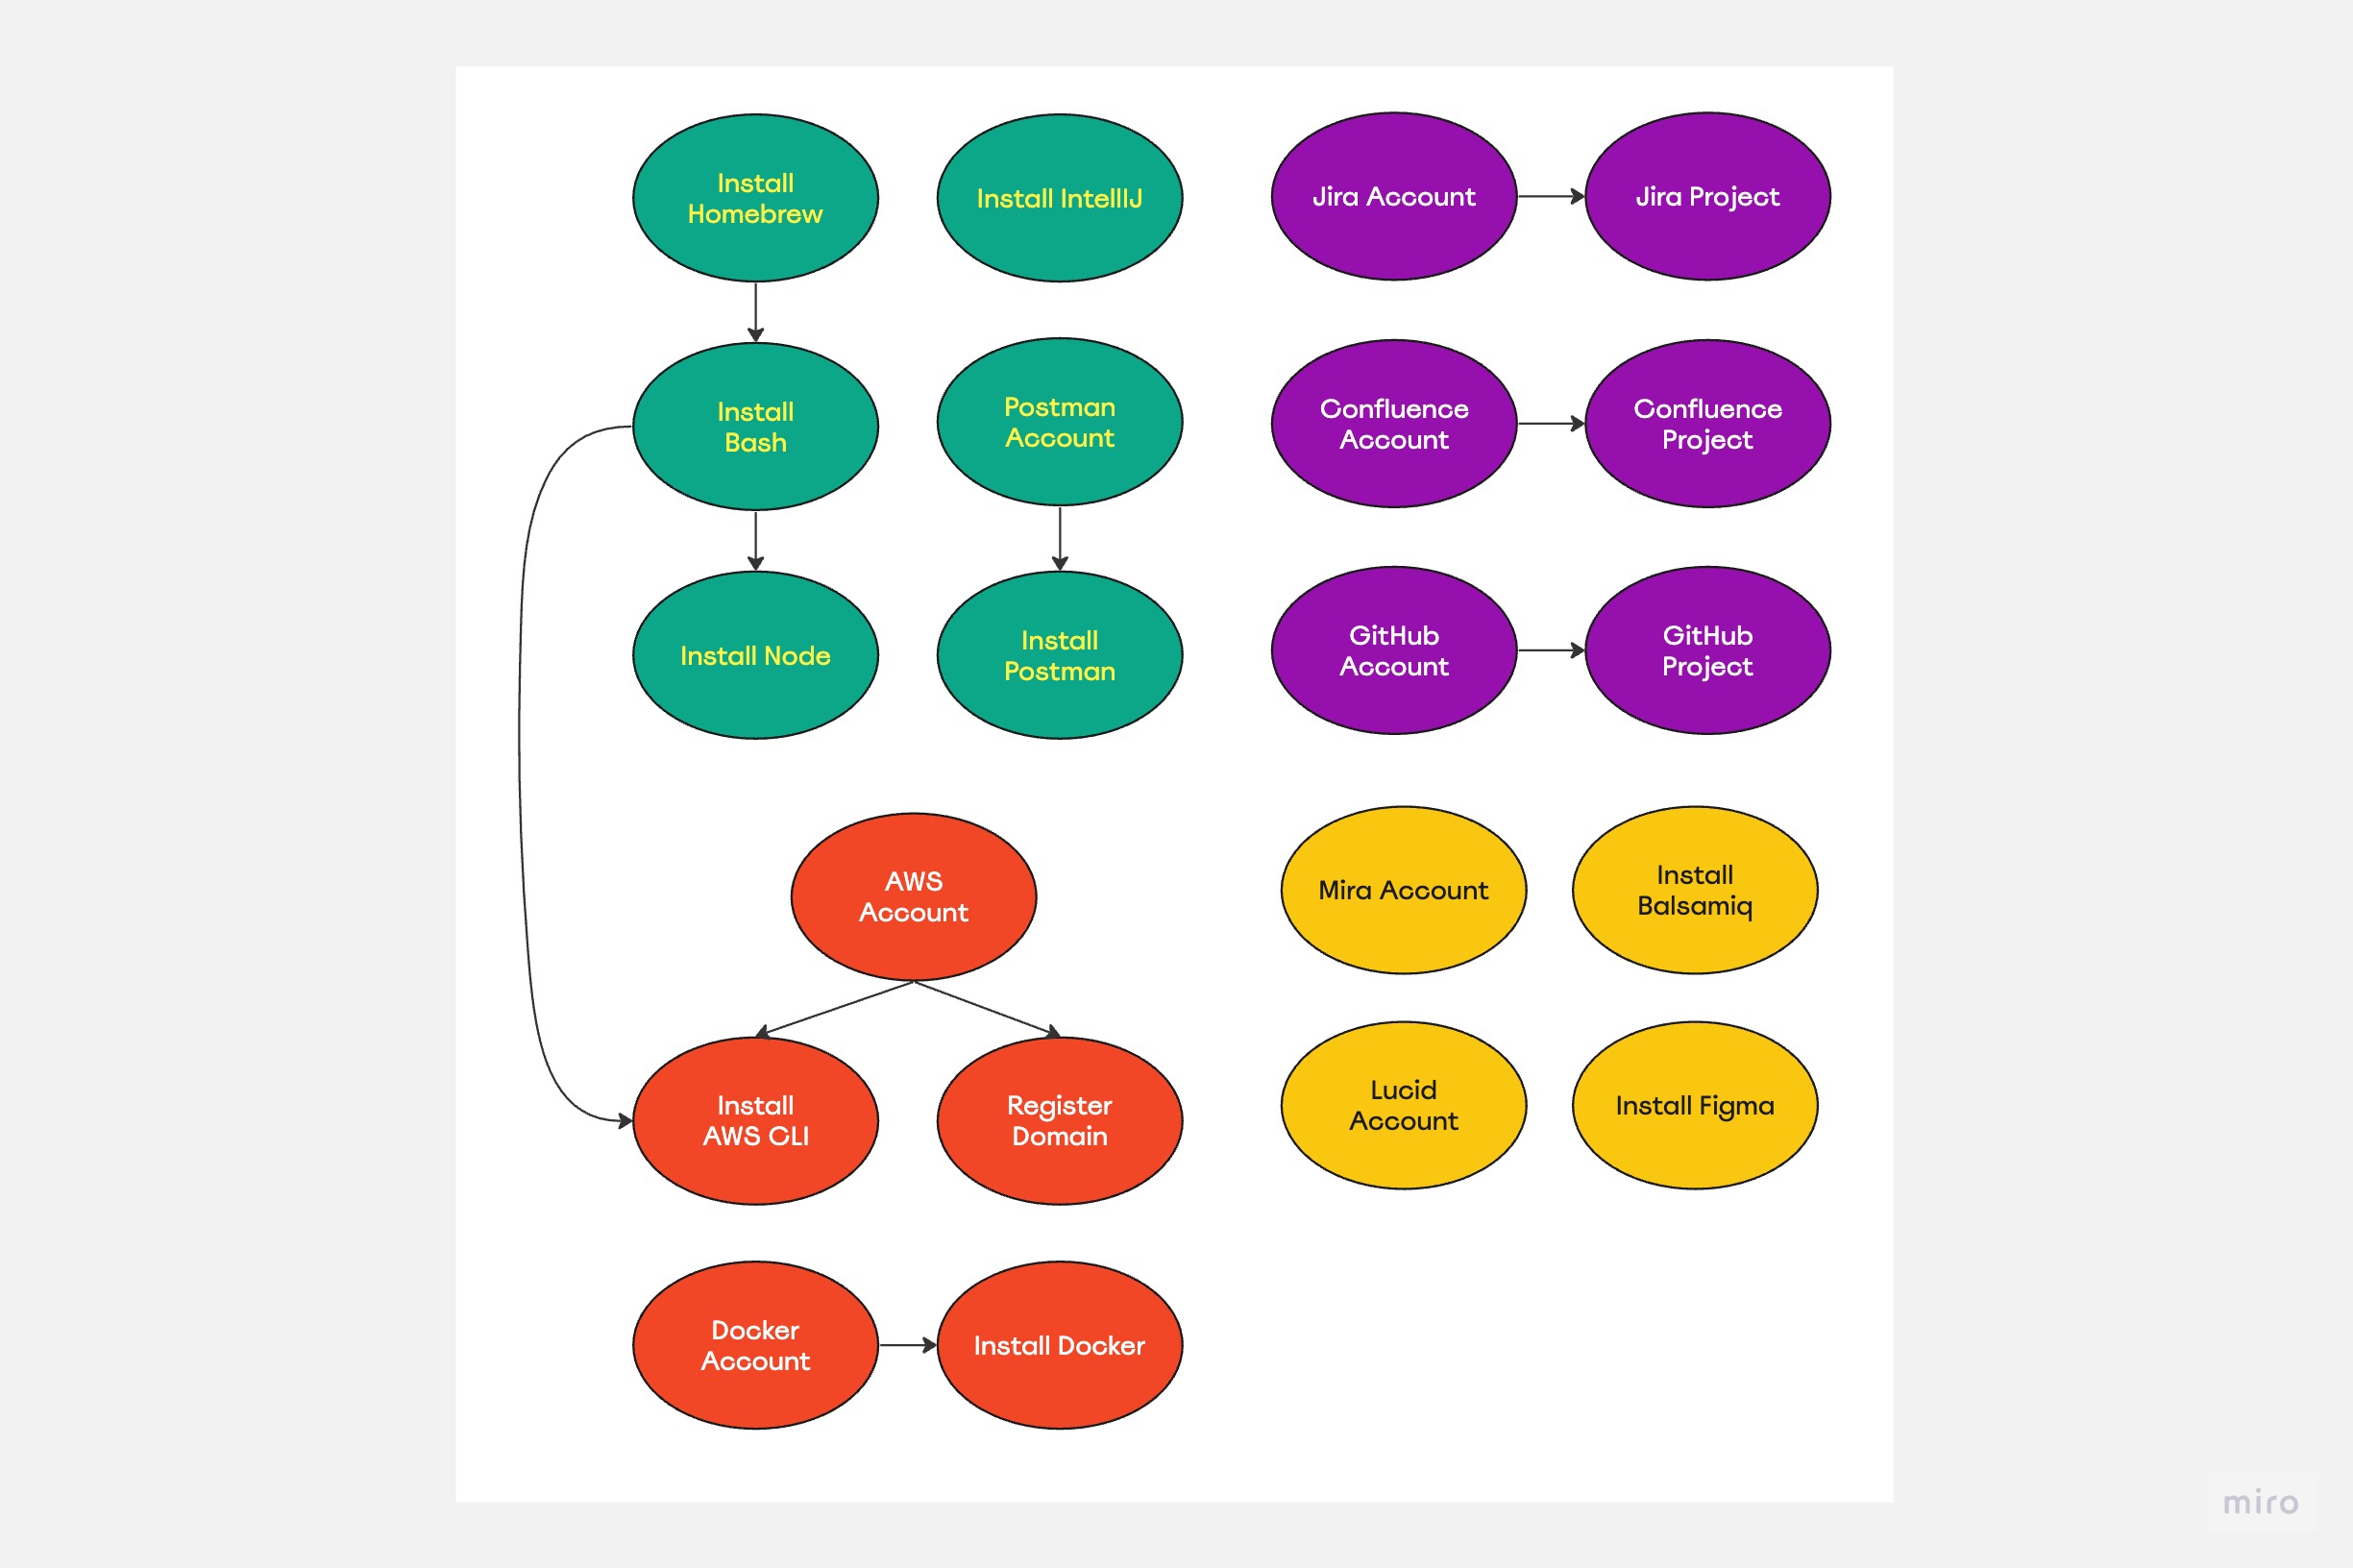 Install
Homebrew
Install IntellIJ
Jira Account
Jira Project
Install
Bash
Postman
Account
Confluence
Account
Confluence
Project
Install Node
Install
Postman
GitHub
Account
GitHub
Project
AWS
Account
Mira Account
Install
Balsamiq
Install
AWS CLI
Register
Domain
Lucid
Account
Install Figma
Docker
Account
Install Docker
miro